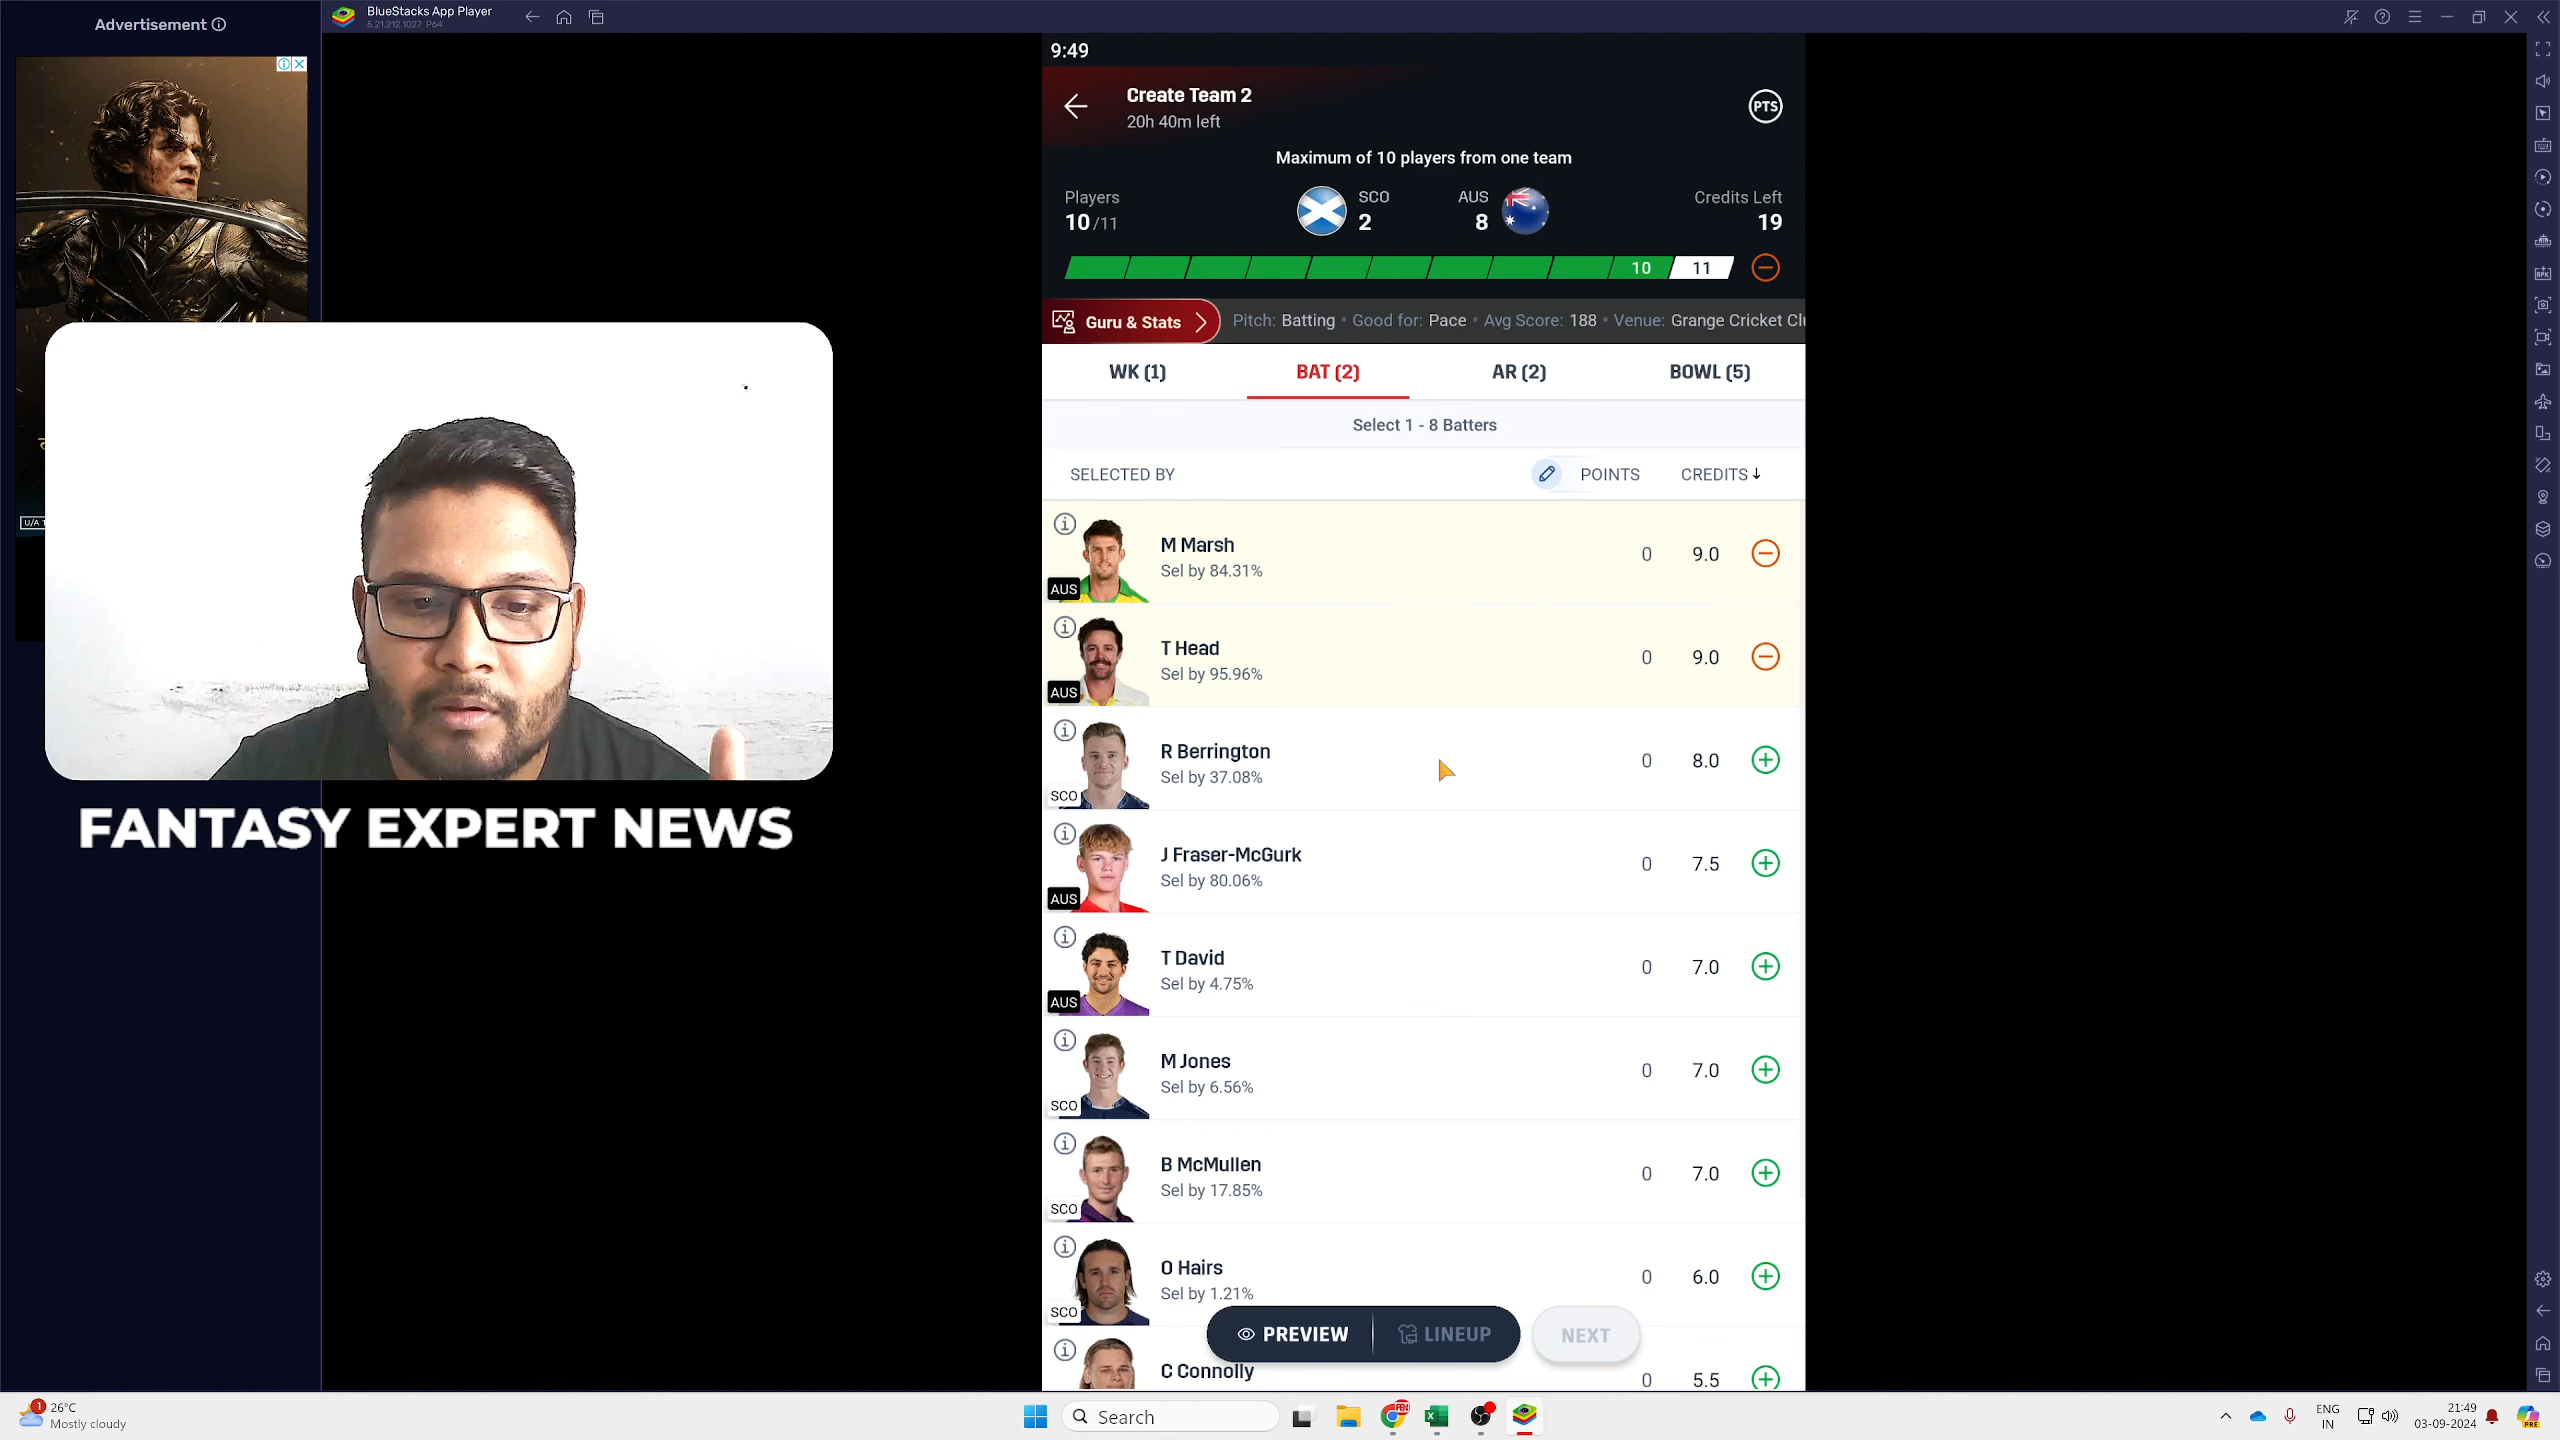 Advertisement
BlueStacks App Player
5.21.212.1027 P64
9:49
Create Team 2
20h 40m left
PTS
Maximum of 10 players from one team
Players
10/11
SCO
2
AUS
8
Credits Left
19
10
11
Guru & Stats
Pitch: Batting • Good for: Pace • Avg Score: 188 • Venue: Grange Cricket Clu
WK (1)
BAT (2)
AR (2)
BOWL (5)
Select 1 - 8 Batters
SELECTED BY
POINTS
CREDITS
M Marsh
Sel by 84.31%
AUS
0
9.0
T Head
Sel by 95.96%
AUS
0
9.0
R Berrington
Sel by 37.08%
SCO
0
8.0
J Fraser-McGurk
Sel by 80.06%
AUS
0
7.5
T David
Sel by 4.75%
AUS
0
7.0
M Jones
Sel by 6.56%
SCO
0
7.0
B McMullen
Sel by 17.85%
SCO
0
7.0
O Hairs
Sel by 1.21%
SCO
0
6.0
C Connolly
0
5.5
PREVIEW
LINEUP
NEXT
FANTASY EXPERT NEWS
1
26°C
Mostly cloudy
Search
ENG
IN
21:49
03-09-2024